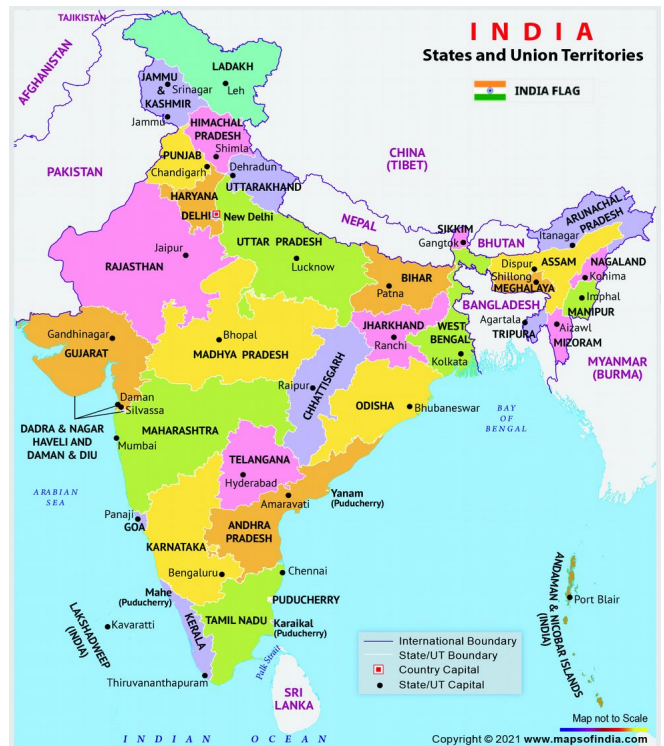 INDIA
States and Union Territories
INDIA FLAG
TAJIKISTAN
AFGHANISTAN
PAKISTAN
CHINA
(TIBET)
NEPAL
BHUTAN
BANGLADESH
MYANMAR
(BURMA)
LADAKH
Leh
JAMMU
&
KASHMIR
Srinagar
Jammu
HIMACHAL
PRADESH
Shimla
PUNJAB
Chandigarh
Dehradun
UTTARAKHAND
HARYANA
DELHI
New Delhi
UTTAR PRADESH
Lucknow
Jaipur
RAJASTHAN
SIKKIM
Gangtok
ARUNACHAL
PRADESH
Itanagar
ASSAM
Dispur
Shillong
MEGHALAYA
NAGALAND
Kohima
Imphal
MANIPUR
Agartala
TRIPURA
Aizawl
MIZORAM
BIHAR
Patna
JHARKHAND
Ranchi
WEST
BENGAL
Kolkata
Gandhinagar
GUJARAT
Bhopal
MADHYA PRADESH
Raipur
CHHATTISGARH
ODISHA
Bhubaneswar
BAY
OF
BENGAL
Daman
Silvassa
DADRA & NAGAR
HAVELI AND
DAMAN & DIU
MAHARASHTRA
Mumbai
TELANGANA
Hyderabad
ARABIAN
SEA
Amaravati
Yanam
(Puducherry)
ANDHRA
PRADESH
Panaji
GOA
KARNATAKA
Bengaluru
Chennai
Mahe
(Puducherry)
PUDUCHERRY
TAMIL NADU
Karaikal
(Puducherry)
KERALA
Thiruvananthapuram
LAKSHADWEEP
(INDIA)
Kavaratti
Palk Strait
SRI
LANKA
ANDAMAN & NICOBAR ISLANDS
(INDIA)
Port Blair
International Boundary
State/UT Boundary
Country Capital
State/UT Capital
Map not to Scale
INDIAN OCEAN
Copyright © 2021 www.mapsofindia.com